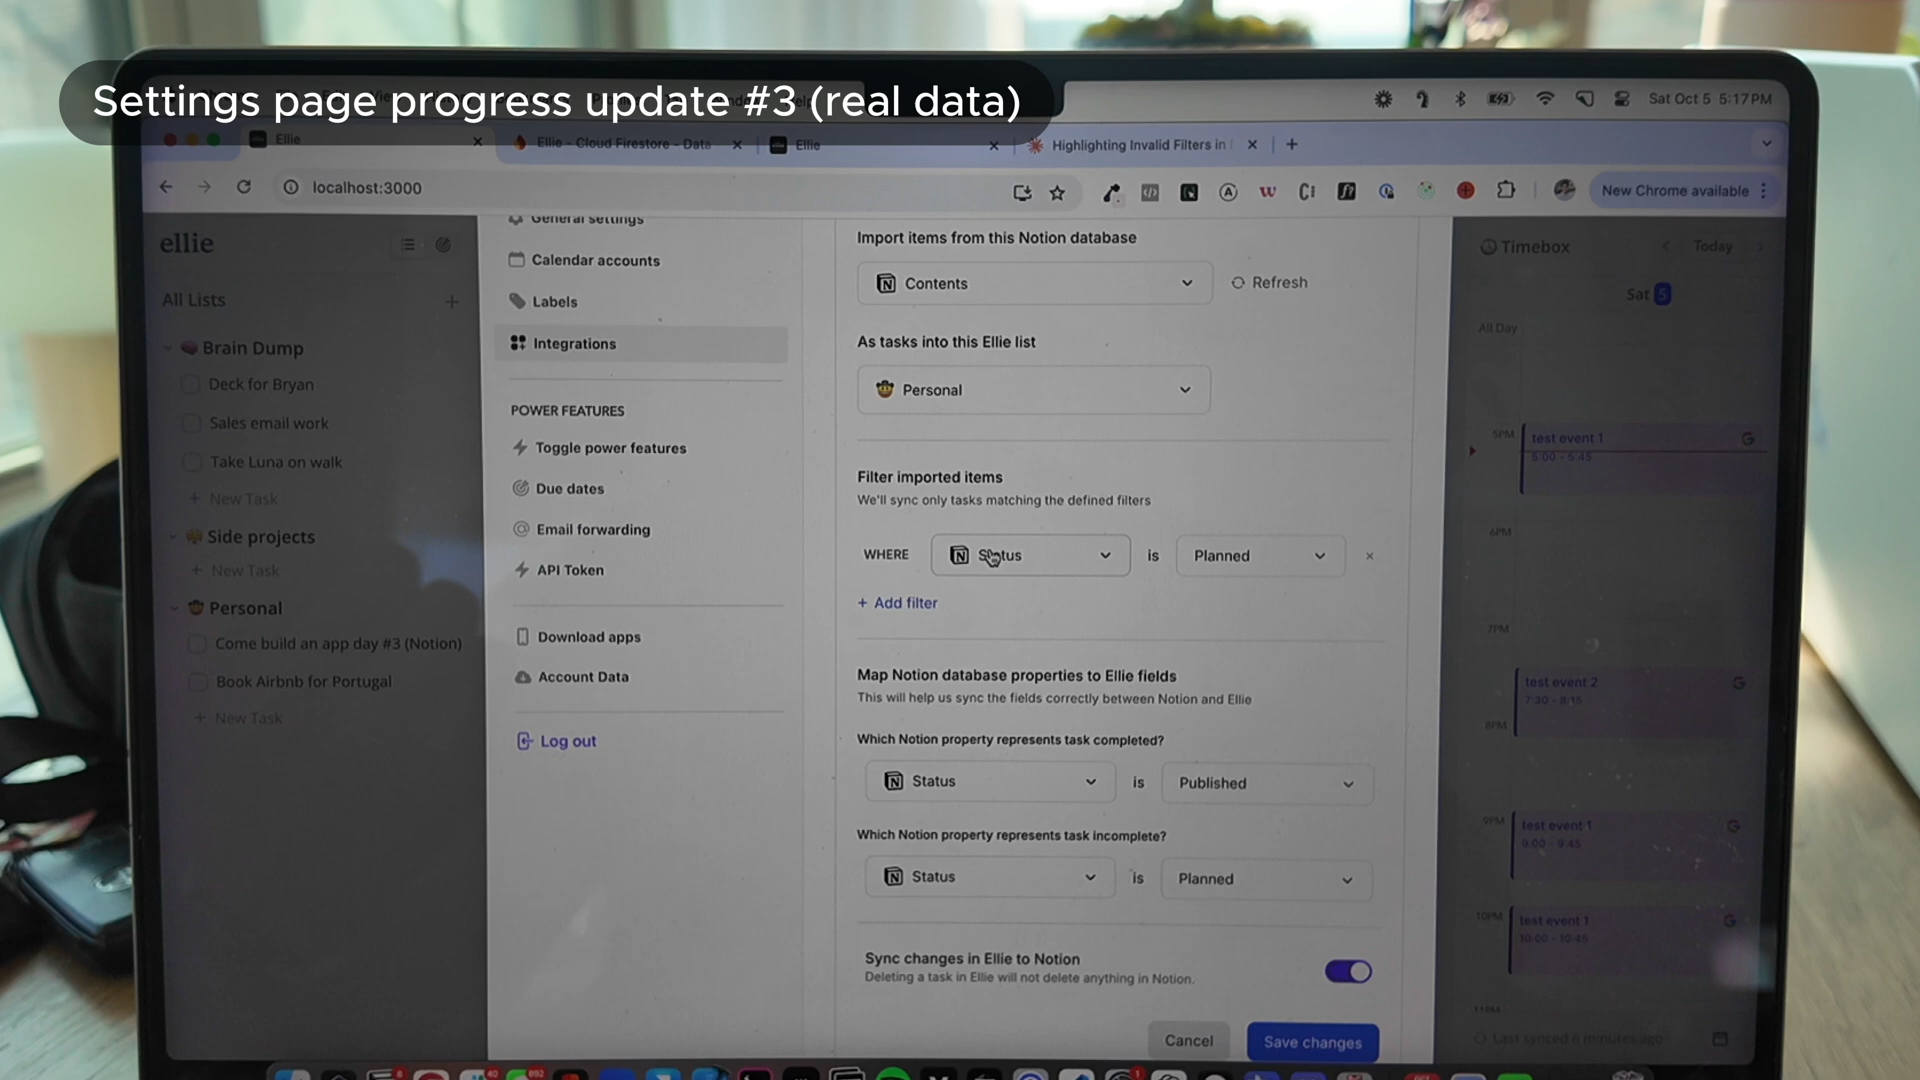 Settings page progress update #3 (real data)
Sat Oct 5 5:17PM
Ellie
Ellie - Cloud Firestore - Data
Ellie
Highlighting Invalid Filters in
localhost:3000
New Chrome available
ellie
All Lists
Brain Dump
Deck for Bryan
Sales email work
Take Luna on walk
+ New Task
Side projects
+ New Task
Personal
Come build an app day #3 (Notion)
Book Airbnb for Portugal
+ New Task
General settings
Calendar accounts
Labels
Integrations
POWER FEATURES
Toggle power features
Due dates
Email forwarding
API Token
Download apps
Account Data
Log out
Import items from this Notion database
Contents
Refresh
As tasks into this Ellie list
Personal
Filter imported items
We'll sync only tasks matching the defined filters
WHERE Status is Planned
+ Add filter
Map Notion database properties to Ellie fields
This will help us sync the fields correctly between Notion and Ellie
Which Notion property represents task completed?
Status is Published
Which Notion property represents task incomplete?
Status is Planned
Sync changes in Ellie to Notion
Deleting a task in Ellie will not delete anything in Notion.
Cancel
Save changes
Timebox
Today
Sat 5
All Day
5PM
test event 1
5:00 - 5:45
6PM
7PM
test event 2
7:30 - 8:15
8PM
9PM
test event 1
9:00 - 9:45
10PM
test event 1
10:00 - 10:45
11PM
Last synced 6 minutes ago